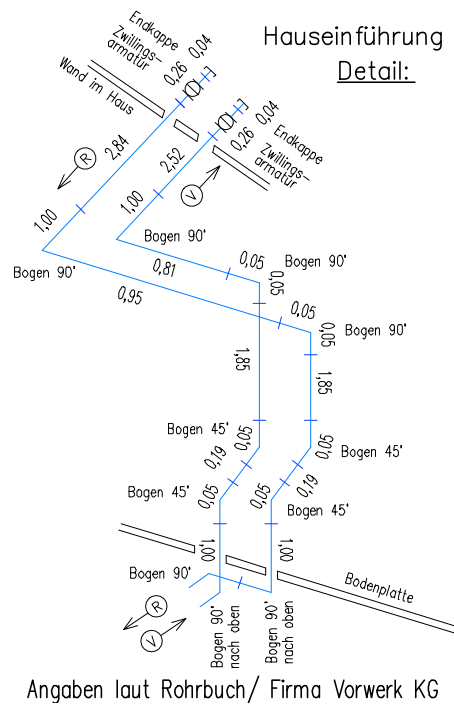 Hauseinführung
Detail:
Endkappe
Zwillings-
armatur
0,26
0,04
Wand im Haus
Endkappe
Zwillings-
armatur
0,26
0,04
R
2,84
2,52
V
1,00
1,00
Bogen 90°
Bogen 90°
0,81
0,95
0,05
0,05
Bogen 90°
0,05
0,05
Bogen 90°
1,85
1,85
Bogen 45°
0,05
0,05
Bogen 45°
0,19
0,19
Bogen 45°
0,05
0,05
Bogen 45°
1,00
1,00
Bogen 90°
Bodenplatte
R
V
Bogen 90°
nach oben
Bogen 90°
nach oben
Angaben laut Rohrbuch/ Firma Vorwerk KG